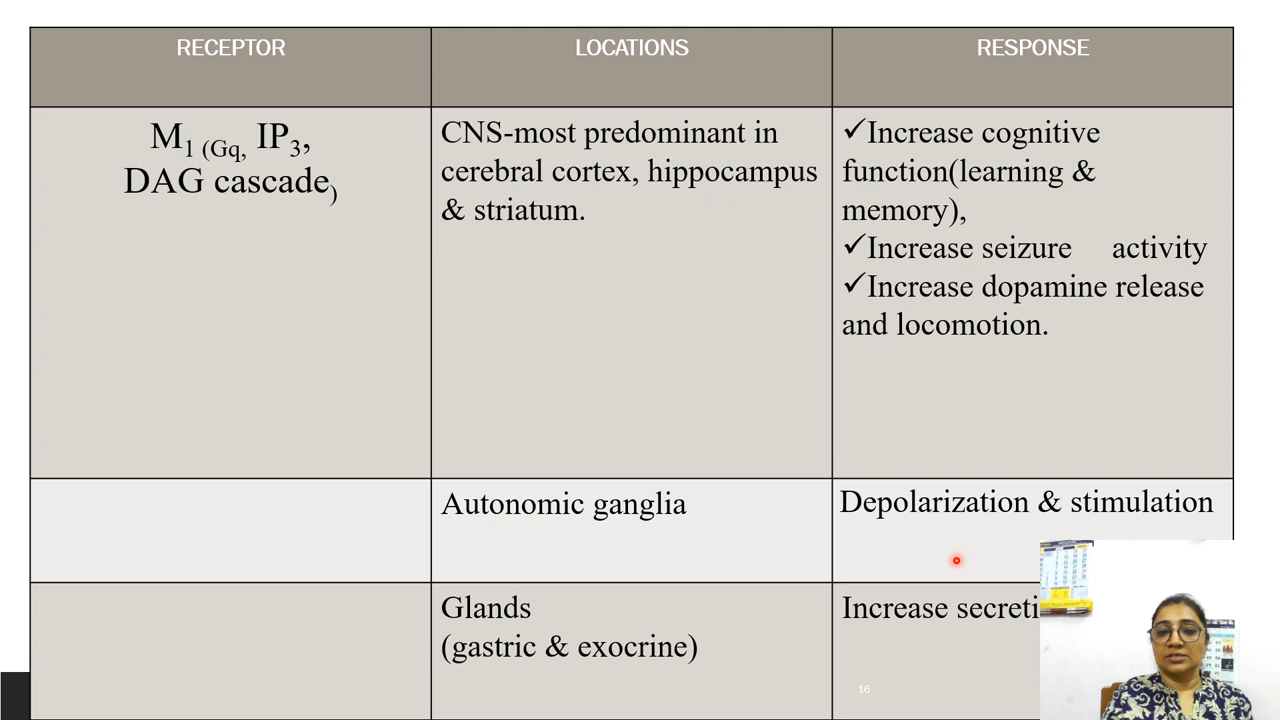 RECEPTOR
LOCATIONS
RESPONSE
M1 (Gq, IP3,
DAG cascade)
CNS-most predominant in
cerebral cortex, hippocampus
& striatum.
✓Increase cognitive
function(learning &
memory),
✓Increase seizure activity
✓Increase dopamine release
and locomotion.
Autonomic ganglia
Depolarization & stimulation
Glands
(gastric & exocrine)
Increase secreti
16